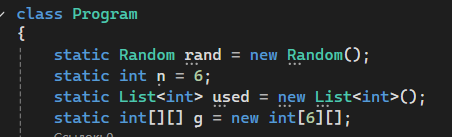 class Program
{
static Random rand = new Random();
static int n = 6;
static List<int> used = new List<int>();
static int[][] g = new int[6][];